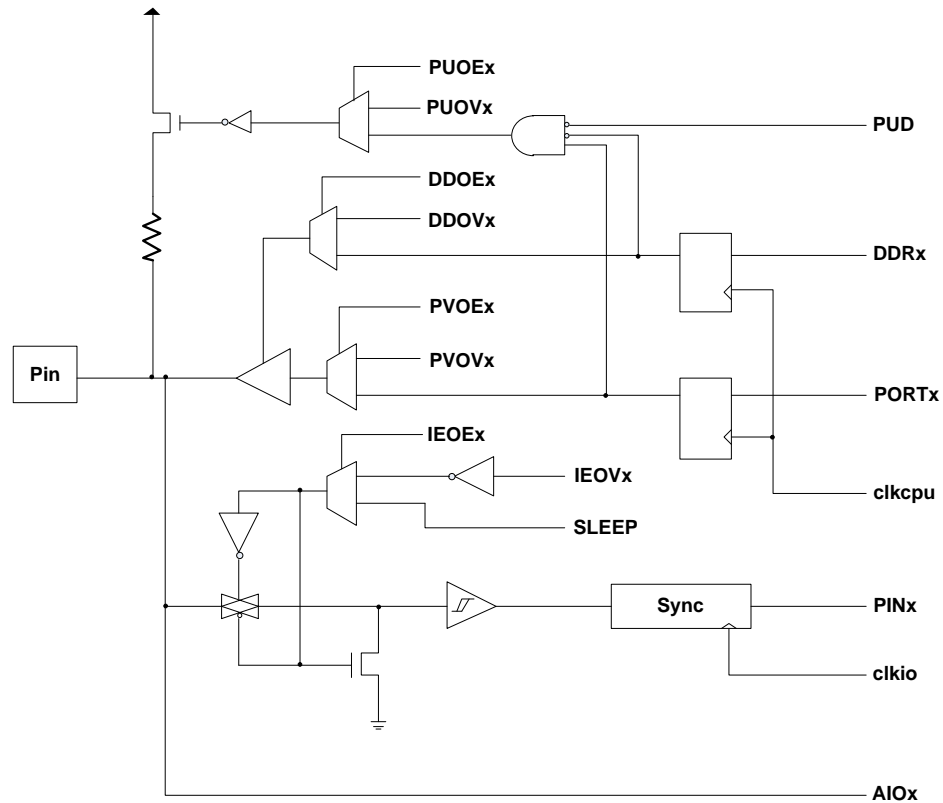 PUOEx
PUOVx
PUD
DDOEx
DDOVx
DDRx
PVOEx
PVOVx
Pin
PORTx
IEOEx
IEOVx
clkcpu
SLEEP
Sync
PINx
clkio
AIOx